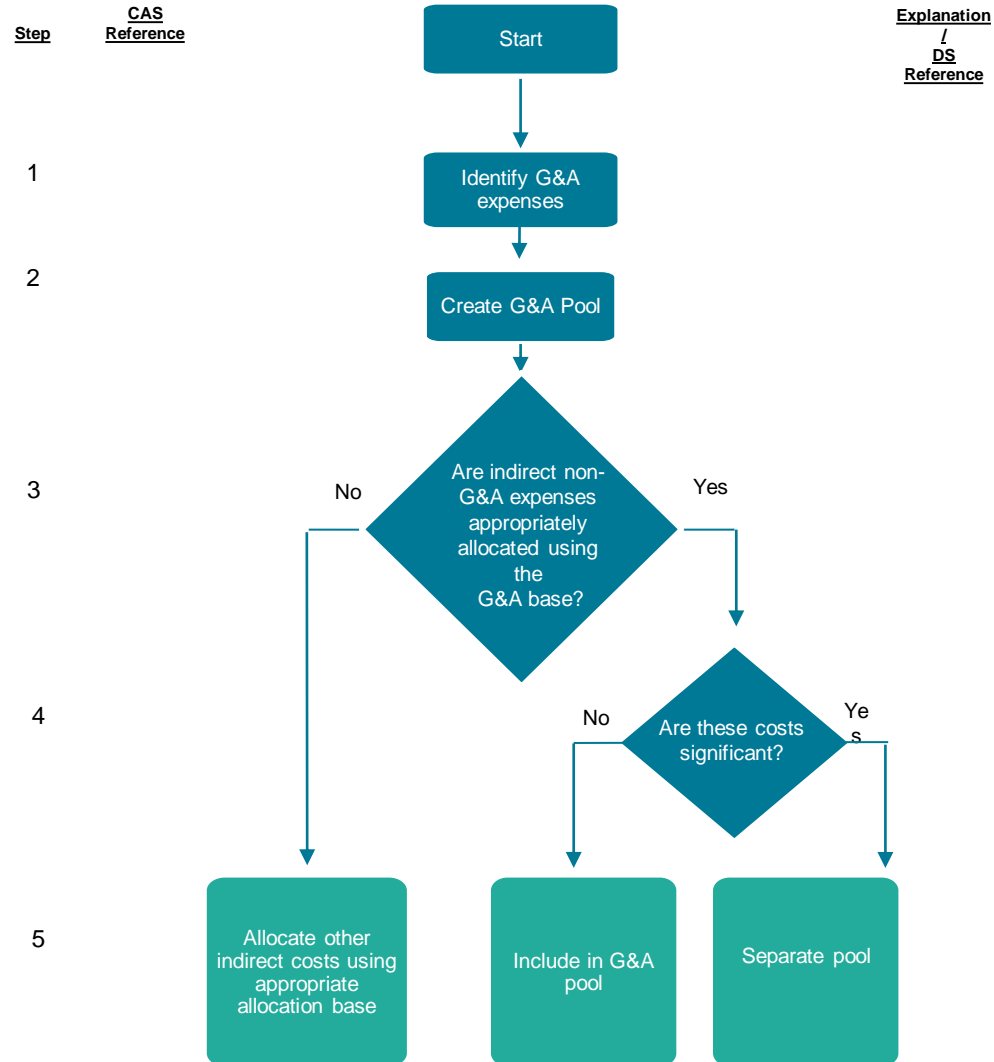 Step
CAS
Reference
Start
Explanation
/
DS
Reference
1
Identify G&A
expenses
2
Create G&A Pool
3
No
Are indirect non-
G&A expenses
appropriately
allocated using
the
G&A base?
Yes
4
No
Are these costs
significant?
Ye
s
5
Allocate other
indirect costs using
appropriate
allocation base
Include in G&A
pool
Separate pool